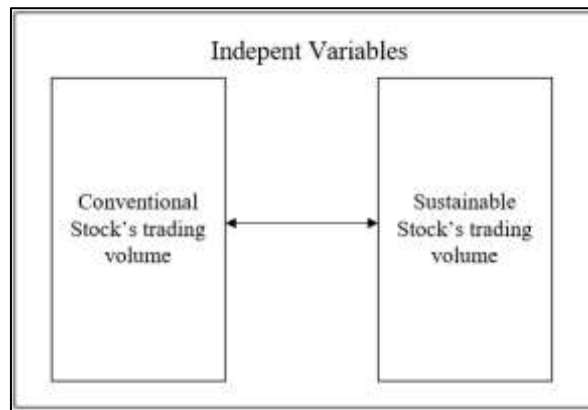 Indepent Variables
Conventional
Stock's trading
volume
Sustainable
Stock's trading
volume